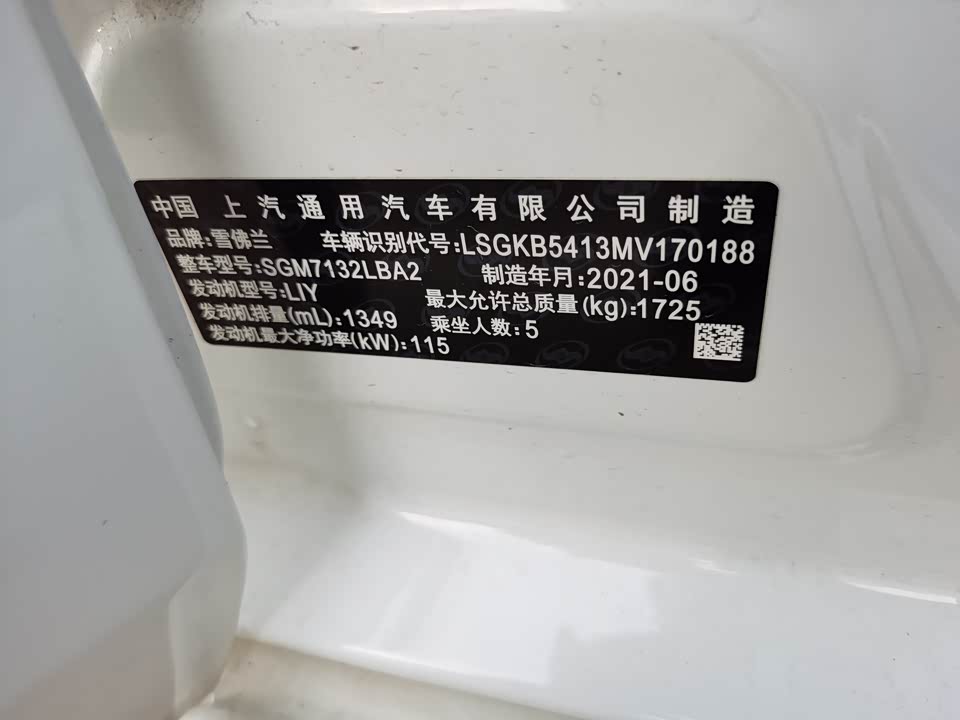 中国 上汽通用汽车有限公司制造
品牌:雪佛兰 车辆识别代号:LSGKB5413MV170188
整车型号:SGM7132LBA2 制造年月:2021-06
发动机型号:LIY 最大允许总质量(kg):1725
发动机排量(mL):1349 乘坐人数:5
发动机最大净功率(kW):115